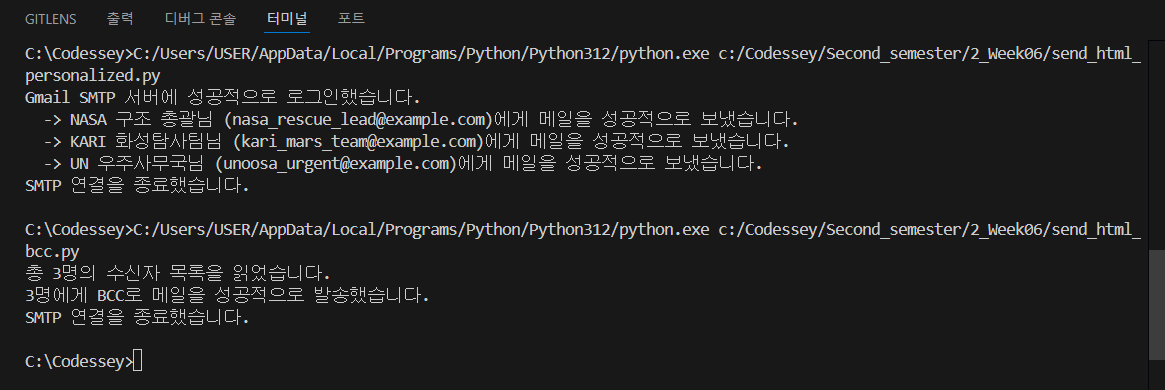 GITLENS 출력 디버그 콘솔 터미널 포트
C:\Codessey>C:/Users/USER/AppData/Local/Programs/Python/Python312/python.exe c:/Codessey/Second_semester/2_Week06/send_html_
personalized.py
Gmail SMTP 서버에 성공적으로 로그인했습니다.
-> NASA 구조 총괄님 (nasa_rescue_lead@example.com)에게 메일을 성공적으로 보냈습니다.
-> KARI 화성탐사팀님 (kari_mars_team@example.com)에게 메일을 성공적으로 보냈습니다.
-> UN 우주사무국님 (unoosa_urgent@example.com)에게 메일을 성공적으로 보냈습니다.
SMTP 연결을 종료했습니다.
C:\Codessey>C:/Users/USER/AppData/Local/Programs/Python/Python312/python.exe c:/Codessey/Second_semester/2_Week06/send_html_
bcc.py
총 3명의 수신자 목록을 읽었습니다.
3명에게 BCC로 메일을 성공적으로 발송했습니다.
SMTP 연결을 종료했습니다.
C:\Codessey>